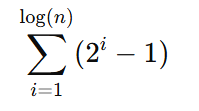 log(n)
∑ (2^i − 1)
i=1